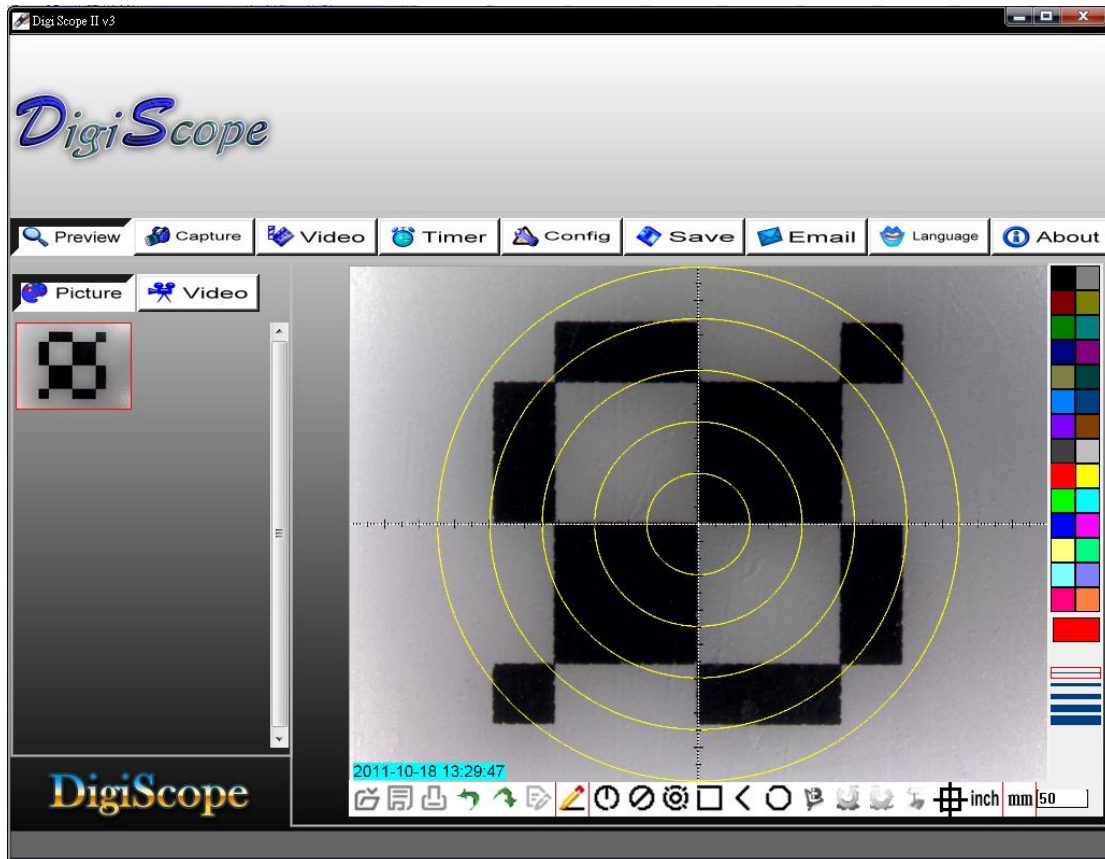 Digi Scope II v3
DigiScope
Preview Capture Video Timer Config Save Email Language About
Picture Video
2011-10-18 13:29:47
DigiScope
inch mm 50